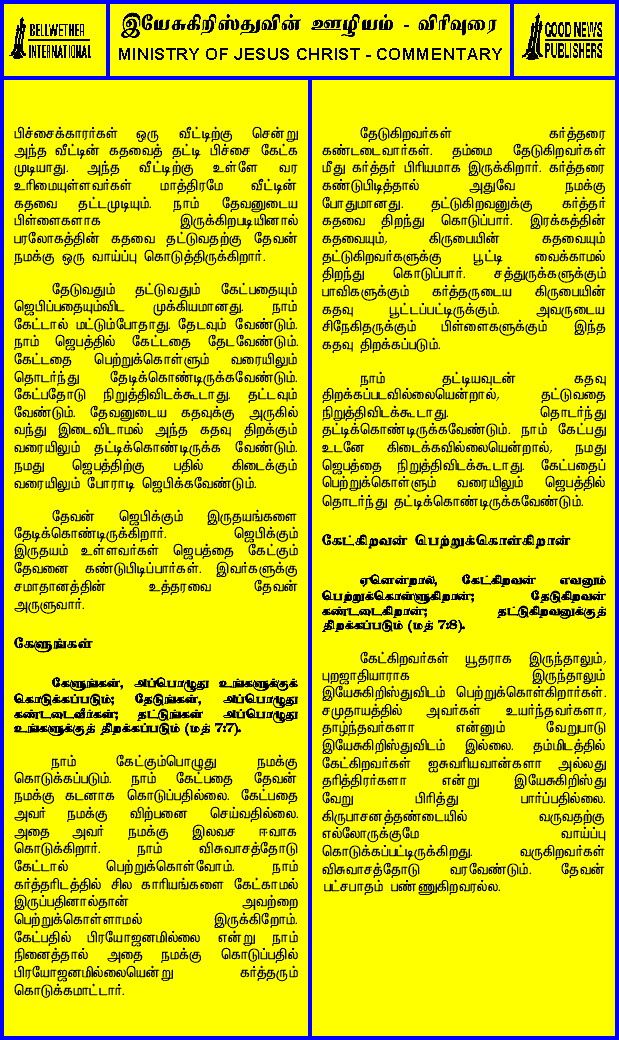 BELLWETHER
INTERNATIONAL
இயேசுகிறிஸ்துவின் ஊழியம் - விரிவுரை
MINISTRY OF JESUS CHRIST - COMMENTARY
GOOD NEWS
PUBLISHERS
பிச்சைக்காரர்கள் ஒரு வீட்டிற்கு சென்று
அந்த வீட்டின் கதவைத் தட்டி பிச்சை கேட்க
முடியாது. அந்த வீட்டிற்கு உள்ளே வர
உரிமையுள்ளவர்கள் மாத்திரமே வீட்டின்
கதவை தட்டமுடியும். நாம் தேவனுடைய
பிள்ளைகளாக இருக்கிறபடியினால்
பரலோகத்தின் கதவை தட்டுவதற்கு தேவன்
நமக்கு ஒரு வாய்ப்பு கொடுத்திருக்கிறார்.
தேடுவதும் தட்டுவதும் கேட்பதையும்
ஜெபிப்பதையும்விட முக்கியமானது. நாம்
கேட்டால் மட்டும்போதாது. தேடவும் வேண்டும்.
நாம் ஜெபத்தில் கேட்டதை தேடவேண்டும்.
கேட்டதை பெற்றுக்கொள்ளும் வரையிலும்
தொடர்ந்து தேடிக்கொண்டிருக்கவேண்டும்.
கேட்பதோடு நிறுத்திவிடக்கூடாது. தட்டவும்
வேண்டும். தேவனுடைய கதவுக்கு அருகில்
வந்து இடைவிடாமல் அந்த கதவு திறக்கும்
வரையிலும் தட்டிக்கொண்டிருக்க வேண்டும்.
நமது ஜெபத்திற்கு பதில் கிடைக்கும்
வரையிலும் போராடி ஜெபிக்கவேண்டும்.
தேவன் ஜெபிக்கும் இருதயங்களை
தேடிக்கொண்டிருக்கிறார். ஜெபிக்கும்
இருதயம் உள்ளவர்கள் ஜெபத்தை கேட்கும்
தேவனை கண்டுபிடிப்பார்கள். இவர்களுக்கு
சமாதானத்தின் உத்தரவை தேவன்
அருளுவார்.
கேளுங்கள்
கேளுங்கள், அப்பொழுது உங்களுக்குக்
கொடுக்கப்படும்; தேடுங்கள், அப்பொழுது
கண்டடைவீர்கள்; தட்டுங்கள் அப்பொழுது
உங்களுக்குத் திறக்கப்படும் (மத் 7:7).
நாம் கேட்கும்பொழுது நமக்கு
கொடுக்கப்படும். நாம் கேட்பதை தேவன்
நமக்கு கடனாக கொடுப்பதில்லை. கேட்பதை
அவர் நமக்கு விற்பனை செய்வதில்லை.
அதை அவர் நமக்கு இலவச ஈவாக
கொடுக்கிறார். நாம் விசுவாசத்தோடு
கேட்டால் பெற்றுக்கொள்வோம். நாம்
கர்த்தரிடத்தில் சில காரியங்களை கேட்காமல்
இருப்பதினால்தான் அவற்றை
பெற்றுக்கொள்ளாமல் இருக்கிறோம்.
கேட்பதில் பிரயோஜனமில்லை என்று நாம்
நினைத்தால் அதை நமக்கு கொடுப்பதில்
பிரயோஜனமில்லையென்று கர்த்தரும்
கொடுக்கமாட்டார்.
தேடுகிறவர்கள் கர்த்தரை
கண்டடைவார்கள். தம்மை தேடுகிறவர்கள்
மீது கர்த்தர் பிரியமாக இருக்கிறார். கர்த்தரை
கண்டுபிடித்தால் அதுவே நமக்கு
போதுமானது. தட்டுகிறவனுக்கு கர்த்தர்
கதவை திறந்து கொடுப்பார். இரக்கத்தின்
கதவையும், கிருபையின் கதவையும்
தட்டுகிறவர்களுக்கு பூட்டி வைக்காமல்
திறந்து கொடுப்பார். சத்துருக்களுக்கும்
பாவிகளுக்கும் கர்த்தருடைய கிருபையின்
கதவு பூட்டப்பட்டிருக்கும். அவருடைய
சிநேகிதருக்கும் பிள்ளைகளுக்கும் இந்த
கதவு திறக்கப்படும்.
நாம் தட்டியவுடன் கதவு
திறக்கப்படவில்லையென்றால், தட்டுவதை
நிறுத்திவிடக்கூடாது. தொடர்ந்து
தட்டிக்கொண்டிருக்கவேண்டும். நாம் கேட்பது
உடனே கிடைக்கவில்லையென்றால், நமது
ஜெபத்தை நிறுத்திவிடக்கூடாது. கேட்பதைப்
பெற்றுக்கொள்ளும் வரையிலும் ஜெபத்தில்
தொடர்ந்து தட்டிக்கொண்டிருக்கவேண்டும்.
கேட்கிறவன் பெற்றுக்கொள்கிறான்
ஏனென்றால், கேட்கிறவன் எவனும்
பெற்றுக்கொள்ளுகிறான்; தேடுகிறவன்
கண்டடைகிறான்; தட்டுகிறவனுக்குத்
திறக்கப்படும் (மத் 7:8).
கேட்கிறவர்கள் யூதராக இருந்தாலும்,
புறஜாதியாராக இருந்தாலும்
இயேசுகிறிஸ்துவிடம் பெற்றுக்கொள்கிறார்கள்.
சமுதாயத்தில் அவர்கள் உயர்ந்தவர்களா,
தாழ்ந்தவர்களா என்னும் வேறுபாடு
இயேசுகிறிஸ்துவிடம் இல்லை. தம்மிடத்தில்
கேட்கிறவர்கள் ஐசுவரியவான்களா அல்லது
தரித்திரர்களா என்று இயேசுகிறிஸ்து
வேறு பிரித்து பார்ப்பதில்லை.
கிருபாசனத்தண்டையில் வருவதற்கு
எல்லோருக்குமே வாய்ப்பு
கொடுக்கப்பட்டிருக்கிறது. வருகிறவர்கள்
விசுவாசத்தோடு வரவேண்டும். தேவன்
பட்சபாதம் பண்ணுகிறவரல்ல.